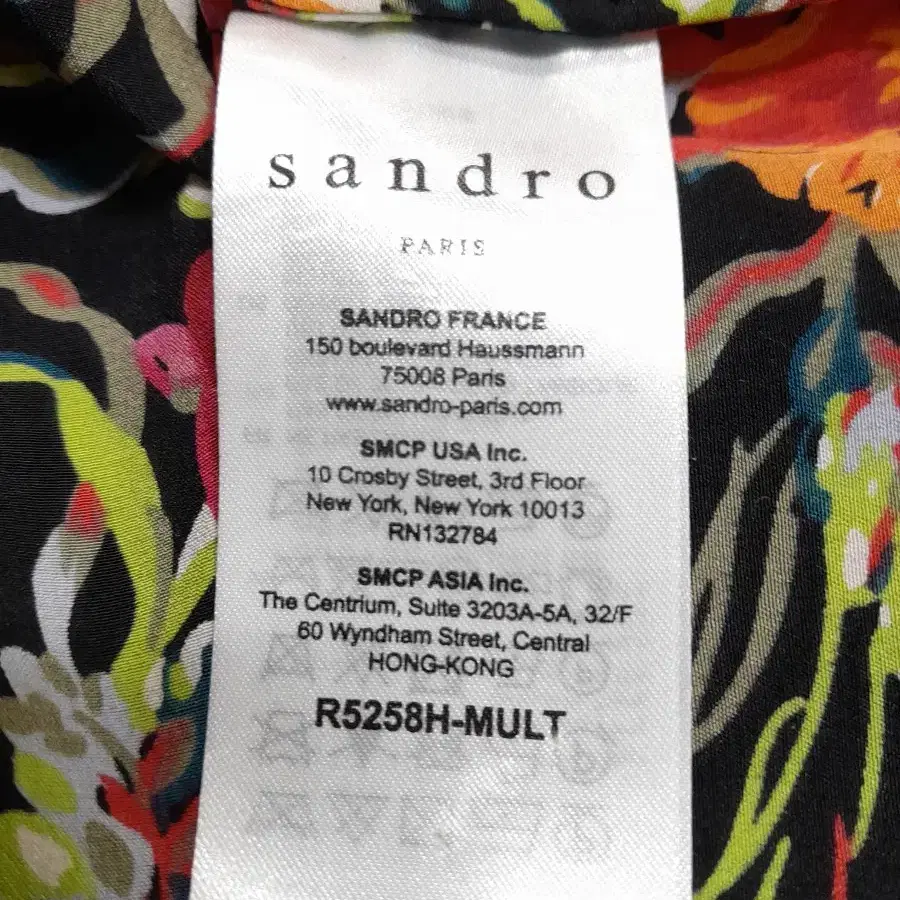 sandro
PARIS
SANDRO FRANCE
150 boulevard Haussmann
75008 Paris
www.sandro-paris.com
SMCP USA Inc.
10 Crosby Street, 3rd Floor
New York, New York 10013
RN132784
SMCP ASIA Inc.
The Centrium, Suite 3203A-5A, 32/F
60 Wyndham Street, Central
HONG-KONG
R5258H-MULT